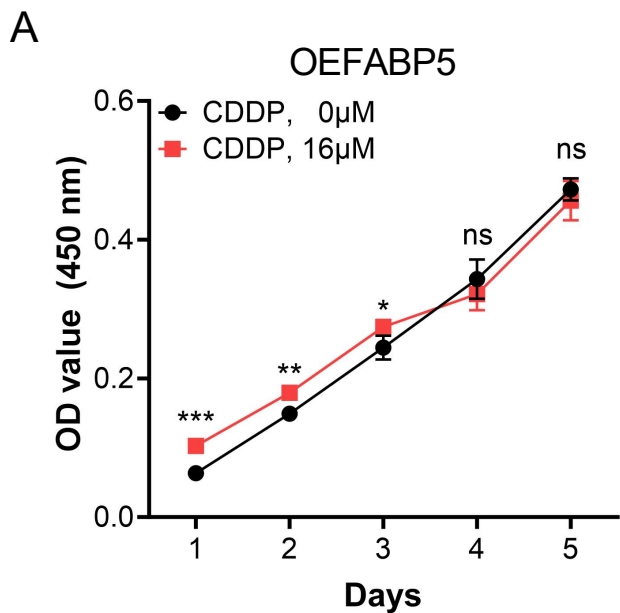 A
OEFABP5
CDDP, 0μM
CDDP, 16μM
0.6
0.4
0.2
0.0
OD value (450 nm)
***
**
*
ns
ns
1 2 3 4 5
Days